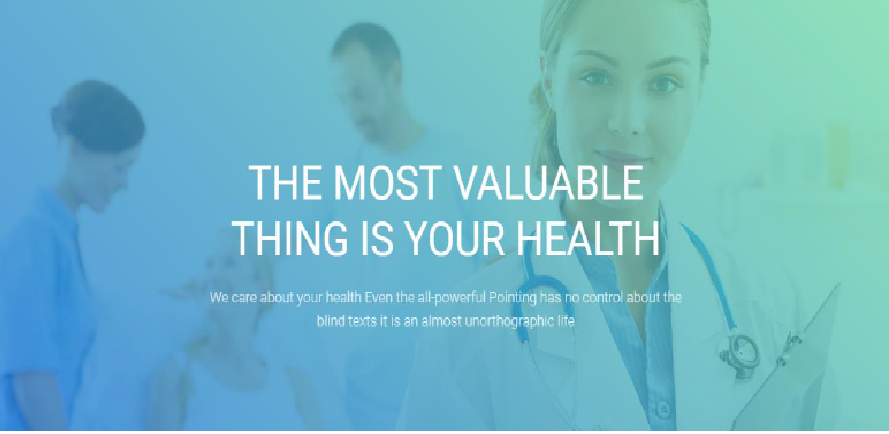 THE MOST VALUABLE
THING IS YOUR HEALTH
We care about your health Even the all-powerful Pointing has no control about the
blind texts it is an almost unorthographic life